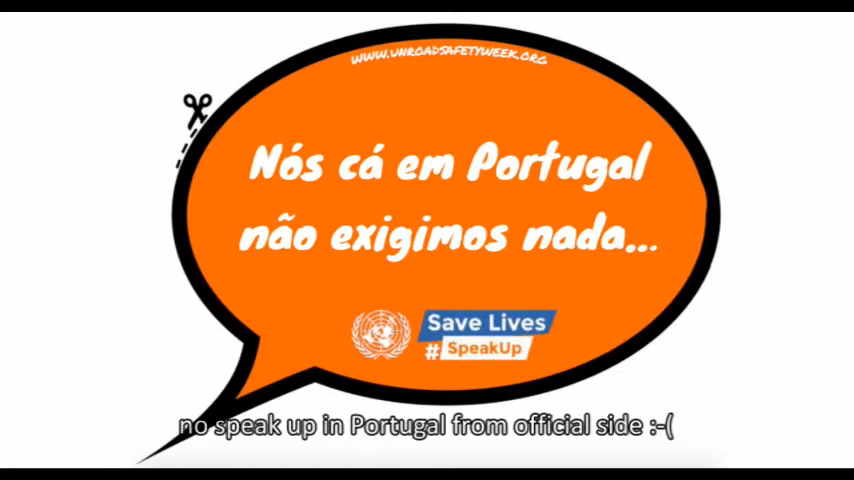 www.unroadsafetyweek.org
Nós cá em Portugal
não exigimos nada...
Save Lives
#SpeakUp
no speak up in Portugal from official side :-(